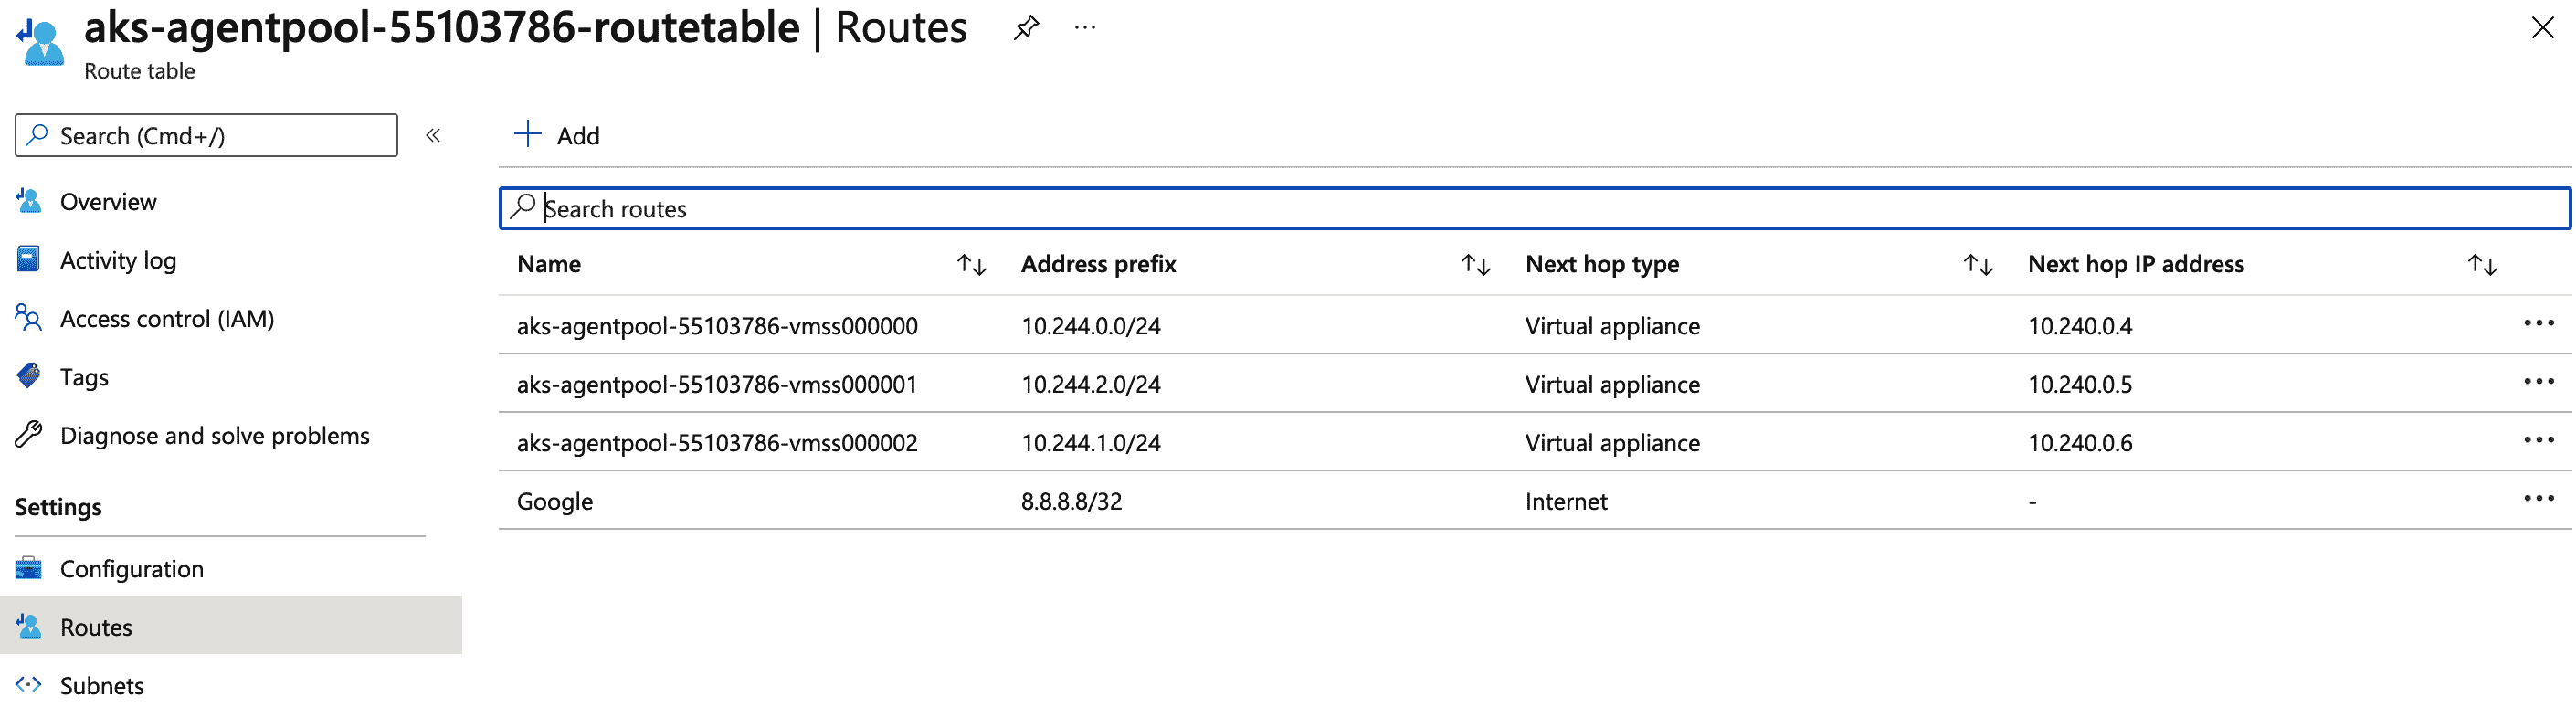 aks-agentpool-55103786-routetable | Routes ...
Route table
Search (Cmd+/)
Overview
Activity log
Access control (IAM)
Tags
Diagnose and solve problems
Settings
Configuration
Routes
Subnets
Add
Search routes
Name Address prefix Next hop type Next hop IP address
aks-agentpool-55103786-vmss000000 10.244.0.0/24 Virtual appliance 10.240.0.4
aks-agentpool-55103786-vmss000001 10.244.2.0/24 Virtual appliance 10.240.0.5
aks-agentpool-55103786-vmss000002 10.244.1.0/24 Virtual appliance 10.240.0.6
Google 8.8.8.8/32 Internet -